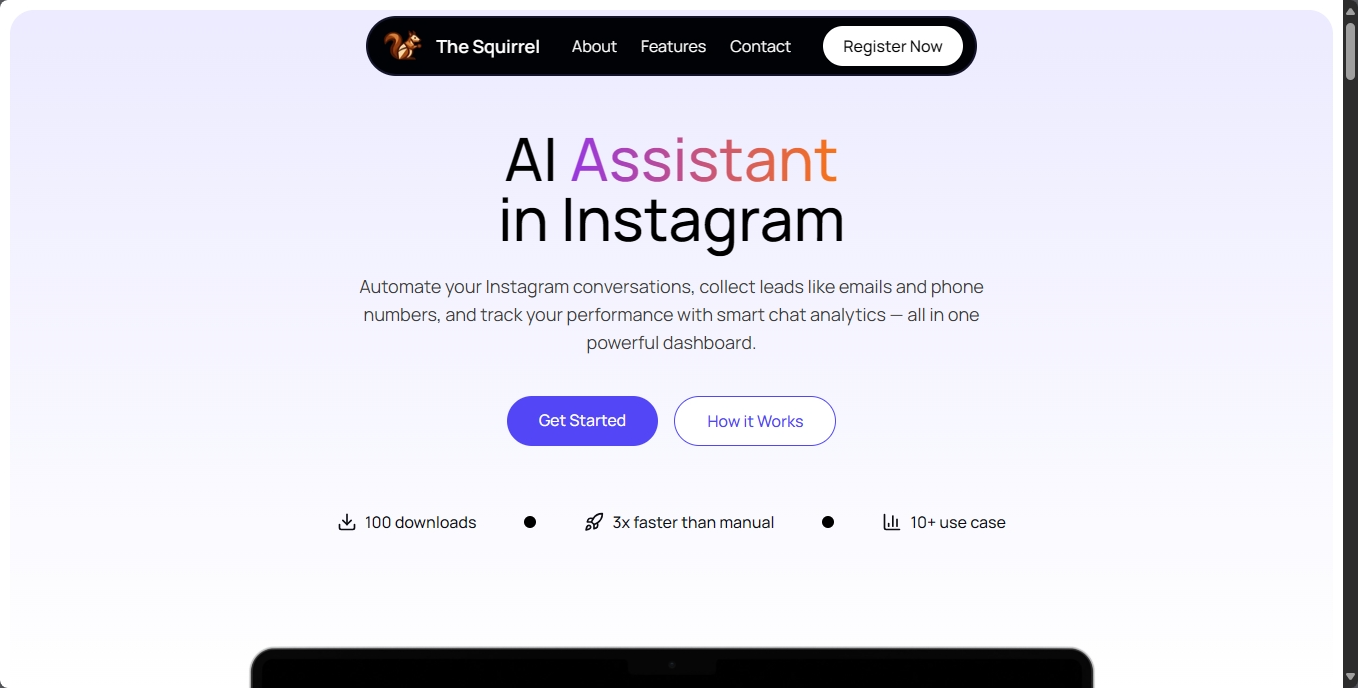 The Squirrel About Features Contact Register Now
AI Assistant
in Instagram
Automate your Instagram conversations, collect leads like emails and phone
numbers, and track your performance with smart chat analytics — all in one
powerful dashboard.
Get Started How it Works
100 downloads 3x faster than manual 10+ use case